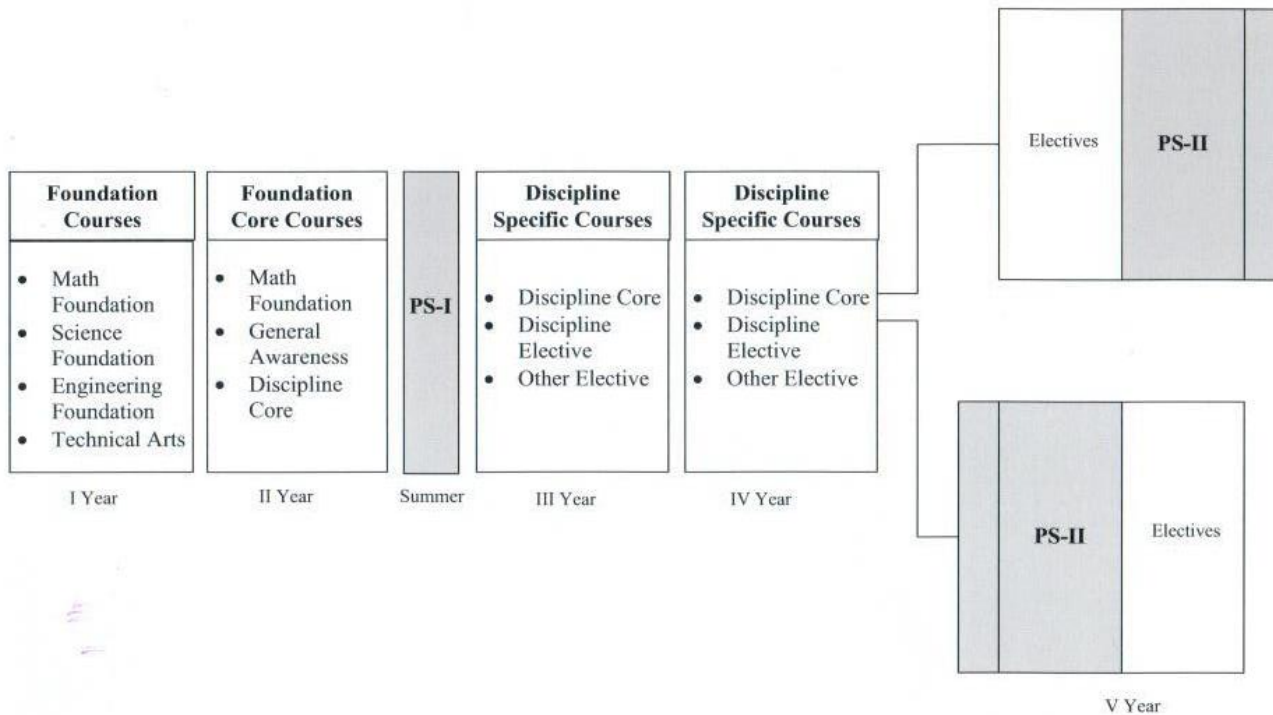 Foundation
Courses
• Math
Foundation
• Science
Foundation
• Engineering
Foundation
• Technical Arts
I Year
Foundation
Core Courses
• Math
Foundation
• General
Awareness
• Discipline
Core
II Year
PS-I
Summer
Discipline
Specific Courses
• Discipline Core
• Discipline
Elective
• Other Elective
III Year
Discipline
Specific Courses
• Discipline Core
• Discipline
Elective
• Other Elective
IV Year
Electives
PS-II
PS-II
Electives
V Year